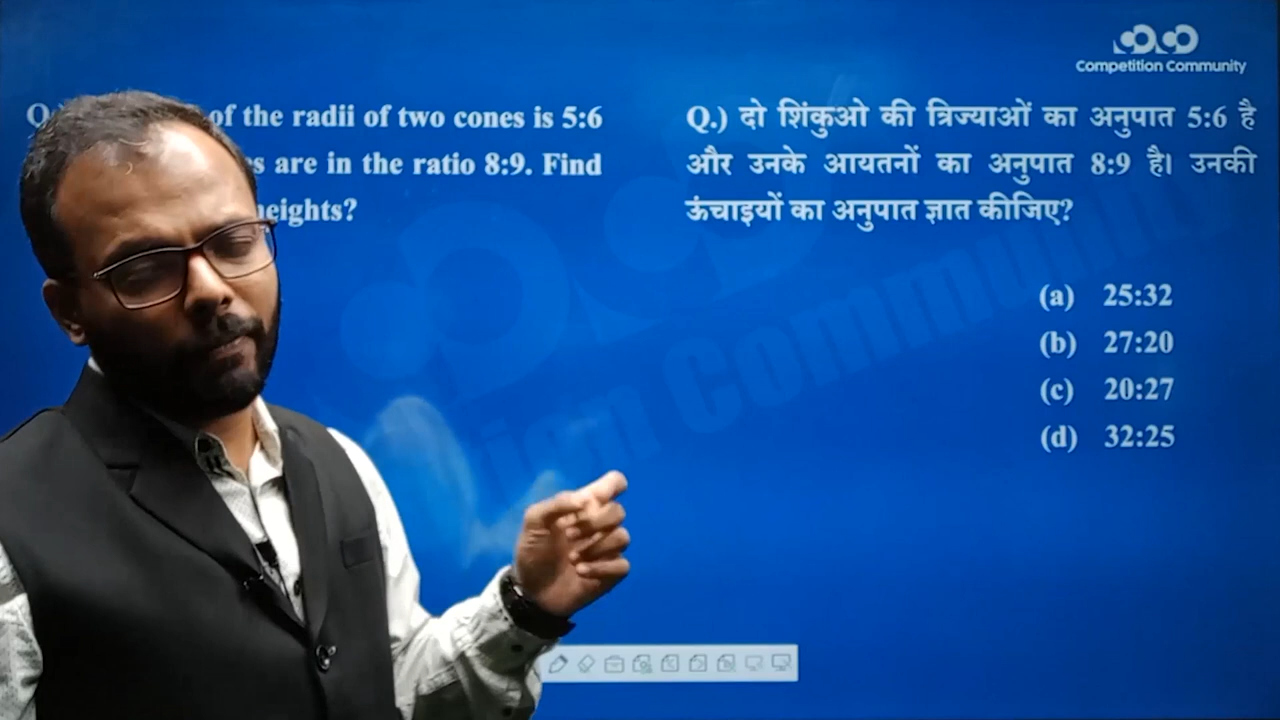 Competition Community
of the radii of two cones is 5:6
are in the ratio 8:9. Find
heights?
Q.) दो शिंकुओ की त्रिज्याओं का अनुपात 5:6 है
और उनके आयतनों का अनुपात 8:9 है। उनकी
ऊंचाइयों का अनुपात ज्ञात कीजिए?
(a) 25:32
(b) 27:20
(c) 20:27
(d) 32:25